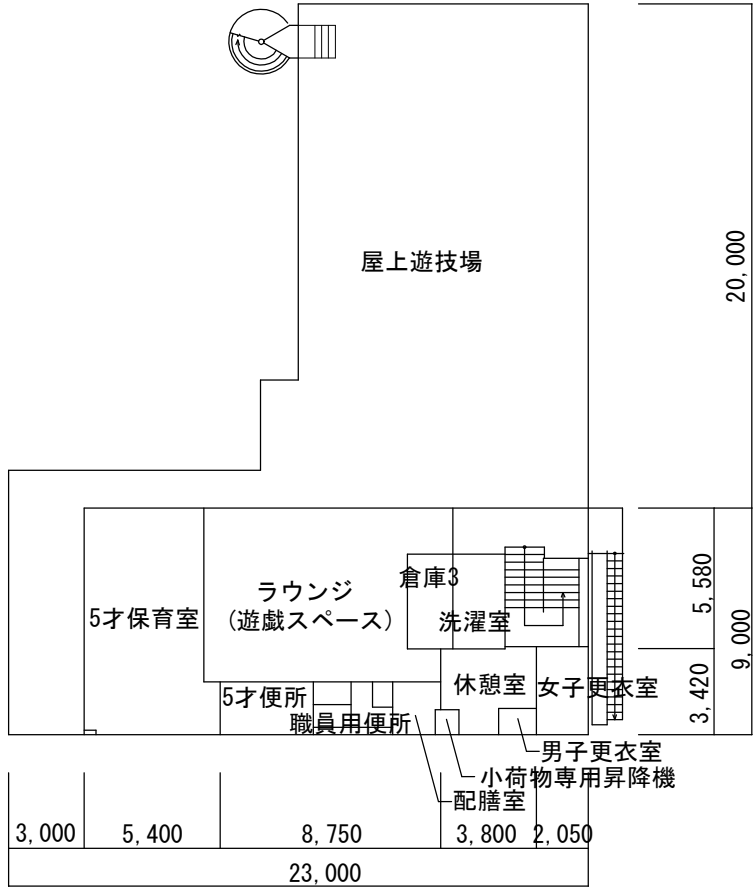 屋上遊技場
20,000
倉庫3
ラウンジ
(遊戯スペース)
5才保育室
洗濯室
5,580
9,000
休憩室
女子更衣室
3,420
5才便所
職員用便所
男子更衣室
小荷物専用昇降機
配膳室
3,000
5,400
8,750
3,800
2,050
23,000